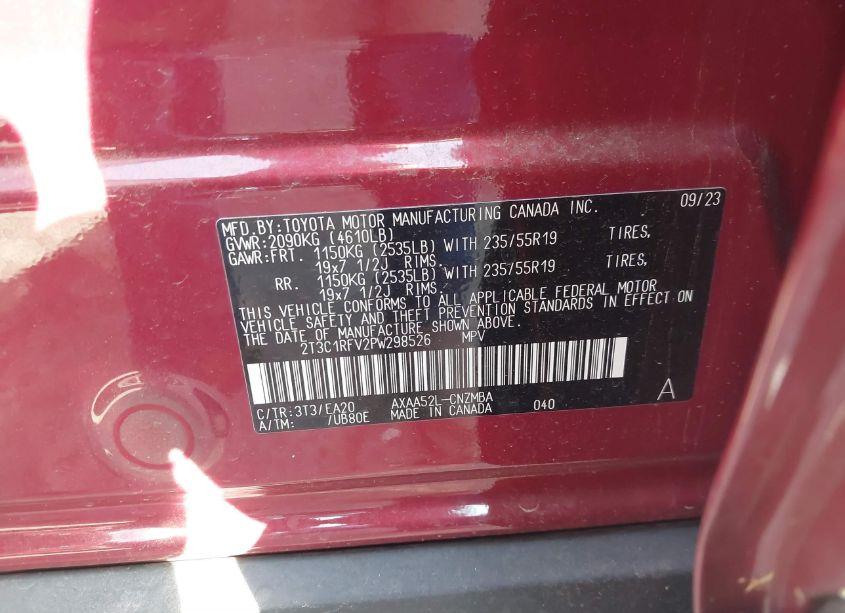 MFD.BY:TOYOTA MOTOR MANUFACTURING CANADA INC. 09/23
GVWR:2090KG (4610LB)
GAWR:FRT. 1150KG (2535LB) WITH 235/55R19 TIRES,
19x7 1/2J RIMS.
RR. 1150KG (2535LB) WITH 235/55R19 TIRES,
19x7 1/2J RIMS.
THIS VEHICLE CONFORMS TO ALL APPLICABLE FEDERAL MOTOR
VEHICLE SAFETY AND THEFT PREVENTION STANDARDS IN EFFECT ON
THE DATE OF MANUFACTURE SHOWN ABOVE.
2T3C1RFV2PW298526 MPV
A
C/TR:3T3/EA20 AXAA52L-CNZMBA 040
A/TM: /UB80E MADE IN CANADA